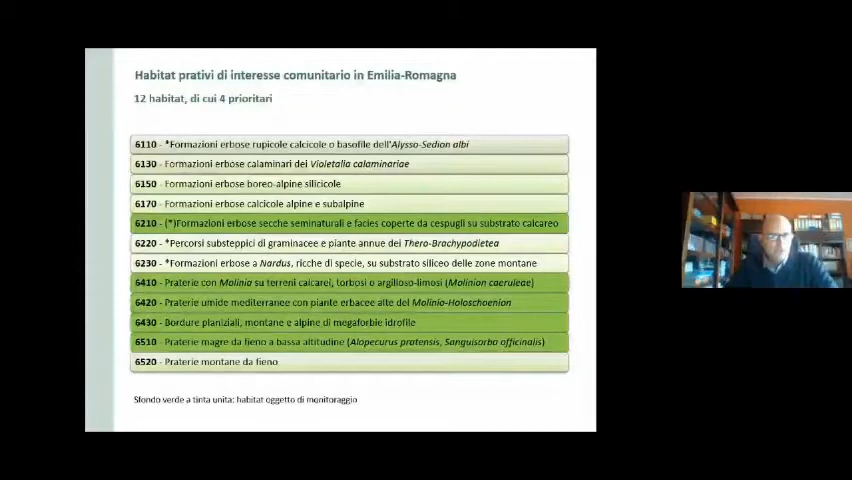 Habitat prativi di interesse comunitario in Emilia-Romagna
12 habitat, di cui 4 prioritari
6110 - *Formazioni erbose rupicole calcicole o basofile dell'Alysso-Sedion albi
6130 - Formazioni erbose calaminari dei Violetalia calaminariae
6150 - Formazioni erbose boreo-alpine silicicole
6170 - Formazioni erbose calcicole alpine e subalpine
6210 - (*)Formazioni erbose secche seminaturali e facies coperte da cespugli su substrato calcareo
6220 - *Percorsi substeppici di graminacee e piante annue dei Thero-Brachypodietea
6230 - *Formazioni erbose a Nardus, ricche di specie, su substrato siliceo delle zone montane
6410 - Praterie con Molinia su terreni calcarei, torbosi o argilloso-limosi (Molinion caeruleae)
6420 - Praterie umide mediterranee con piante erbacee alte del Molinio-Holoschoenion
6430 - Bordure planiziali, montane e alpine di megaforbie idrofile
6510 - Praterie magre da fieno a bassa altitudine (Alopecurus pratensis, Sanguisorba officinalis)
6520 - Praterie montane da fieno
Sfondo verde a tinta unita: habitat oggetto di monitoraggio